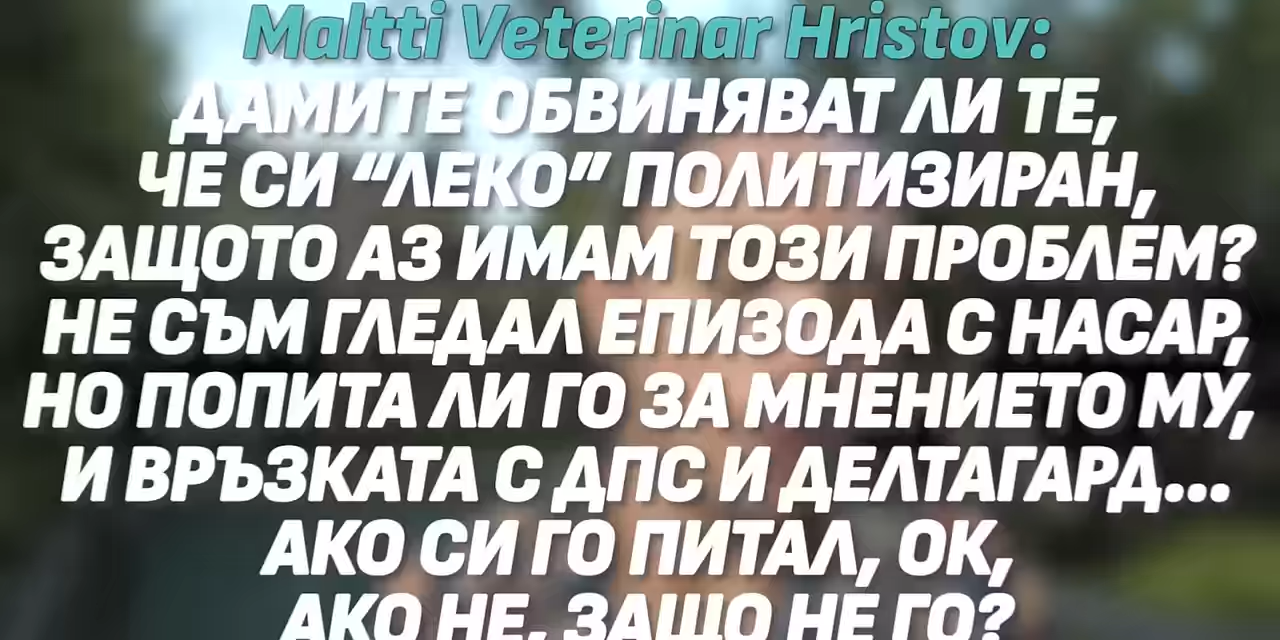 Maltti Veterinar Hristov:
ДАМИТЕ ОБВИНЯВАТ ЛИ ТЕ,
ЧЕ СИ “ЛЕКО” ПОЛИТИЗИРАН,
ЗАЩОТО АЗ ИМАМ ТОЗИ ПРОБЛЕМ?
НЕ СЪМ ГЛЕДАЛ ЕПИЗОДА С НАСАР,
НО ПОПИТА ЛИ ГО ЗА МНЕНИЕТО МУ,
И ВРЪЗКАТА С ДПС И ДЕЛТАГАРД...
АКО СИ ГО ПИТАЛ, ОК,
АКО НЕ, ЗАЩО НЕ ГО?